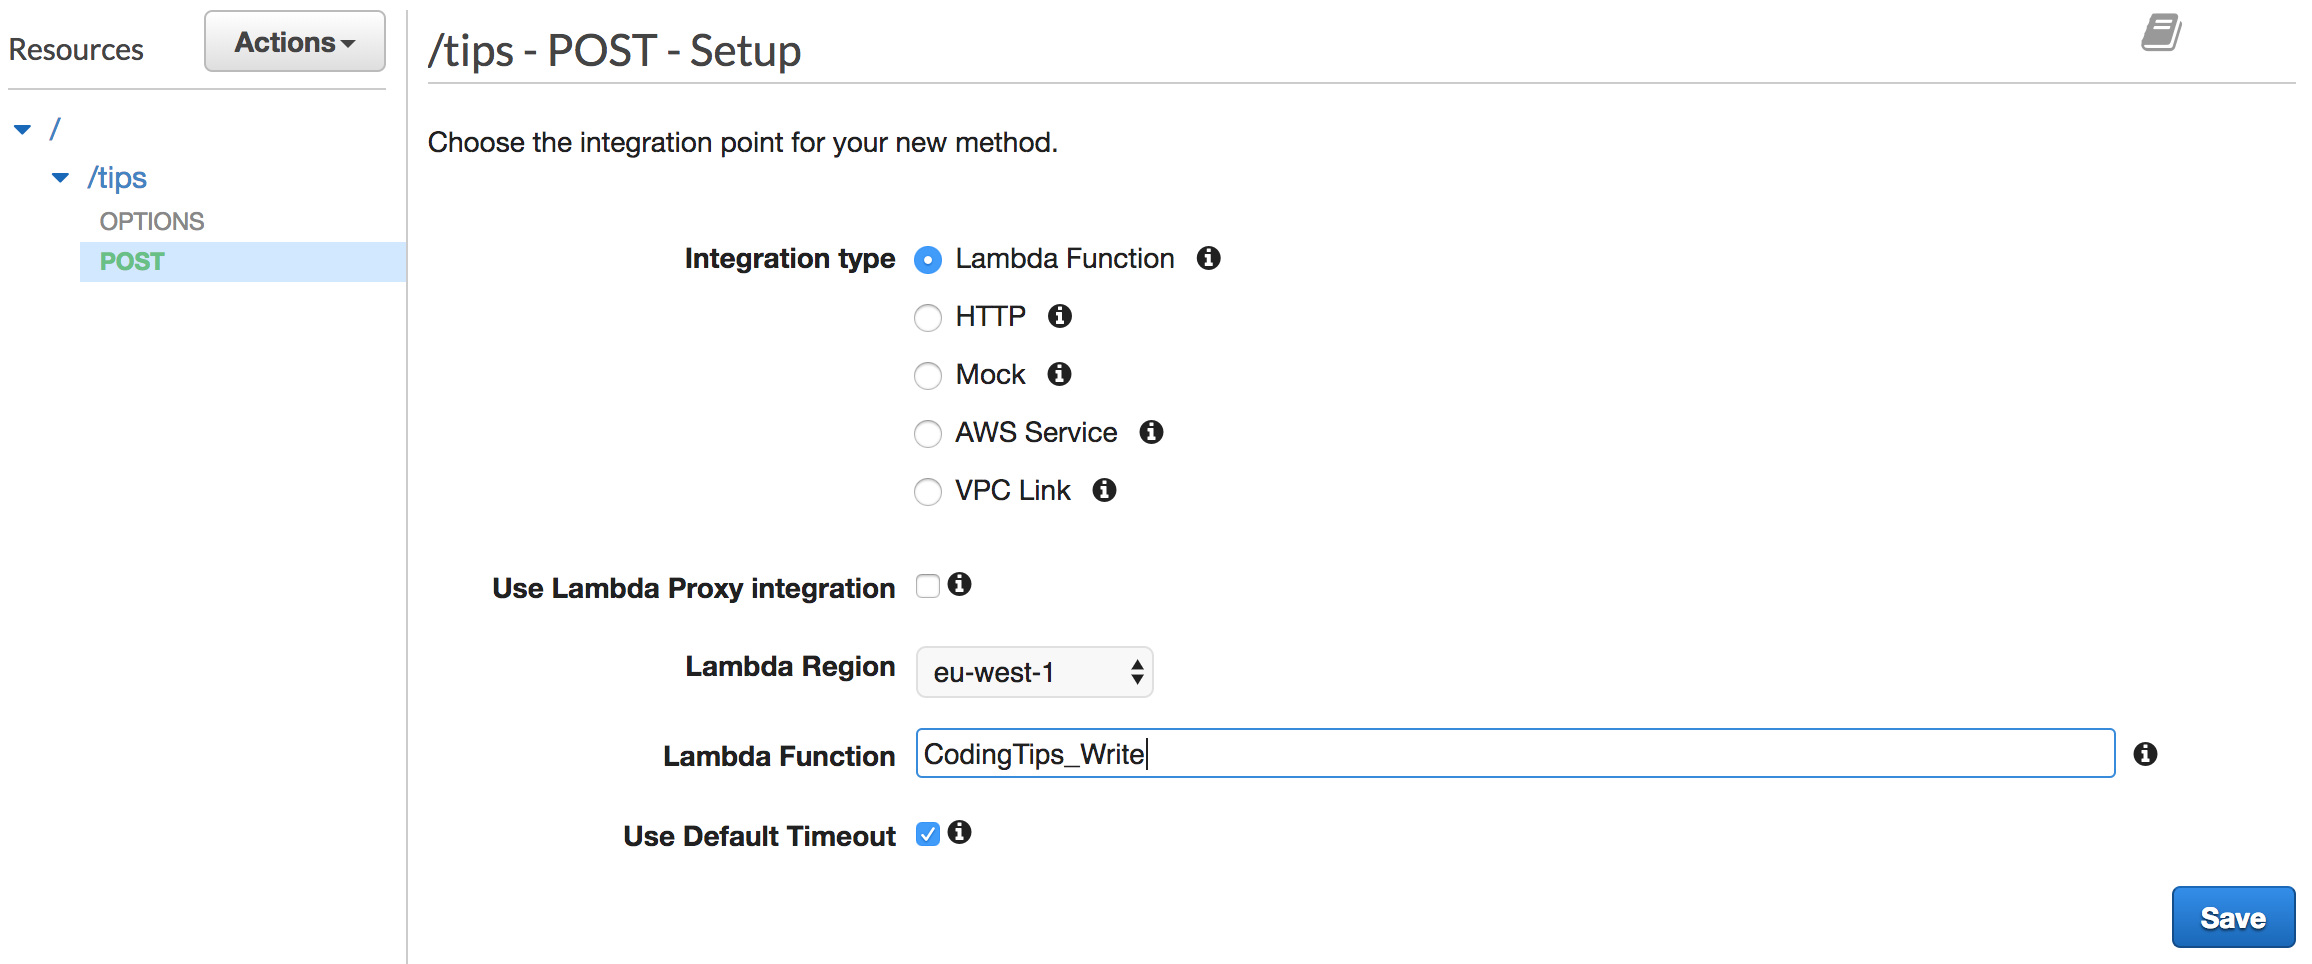 Resources
Actions
/
/tips
OPTIONS
POST
/tips - POST - Setup
Choose the integration point for your new method.
Integration type
Lambda Function
HTTP
Mock
AWS Service
VPC Link
Use Lambda Proxy integration
Lambda Region
eu-west-1
Lambda Function
CodingTips_Write
Use Default Timeout
Save